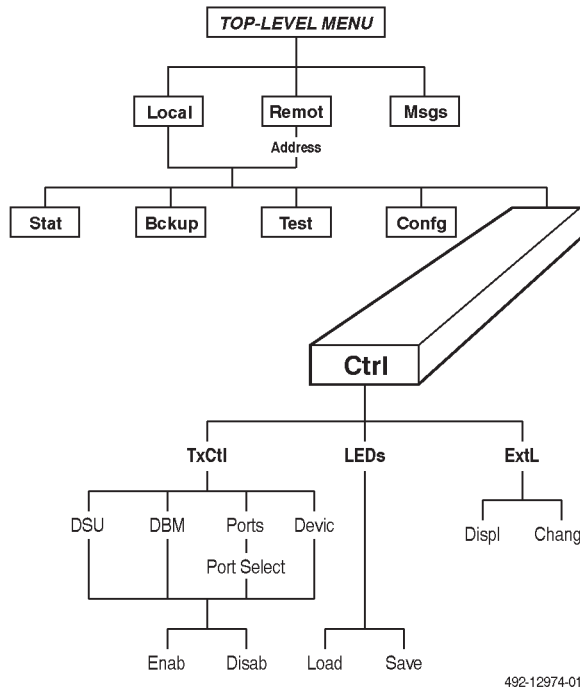 TOP-LEVEL MENU
Local Remot Msgs
Address
Stat Bckup Test Confg
Ctrl
TxCtl LEDs ExtL
DSU DBM Ports Devic
Displ Chang
Port Select
Enab Disab Load Save
492-12974-01